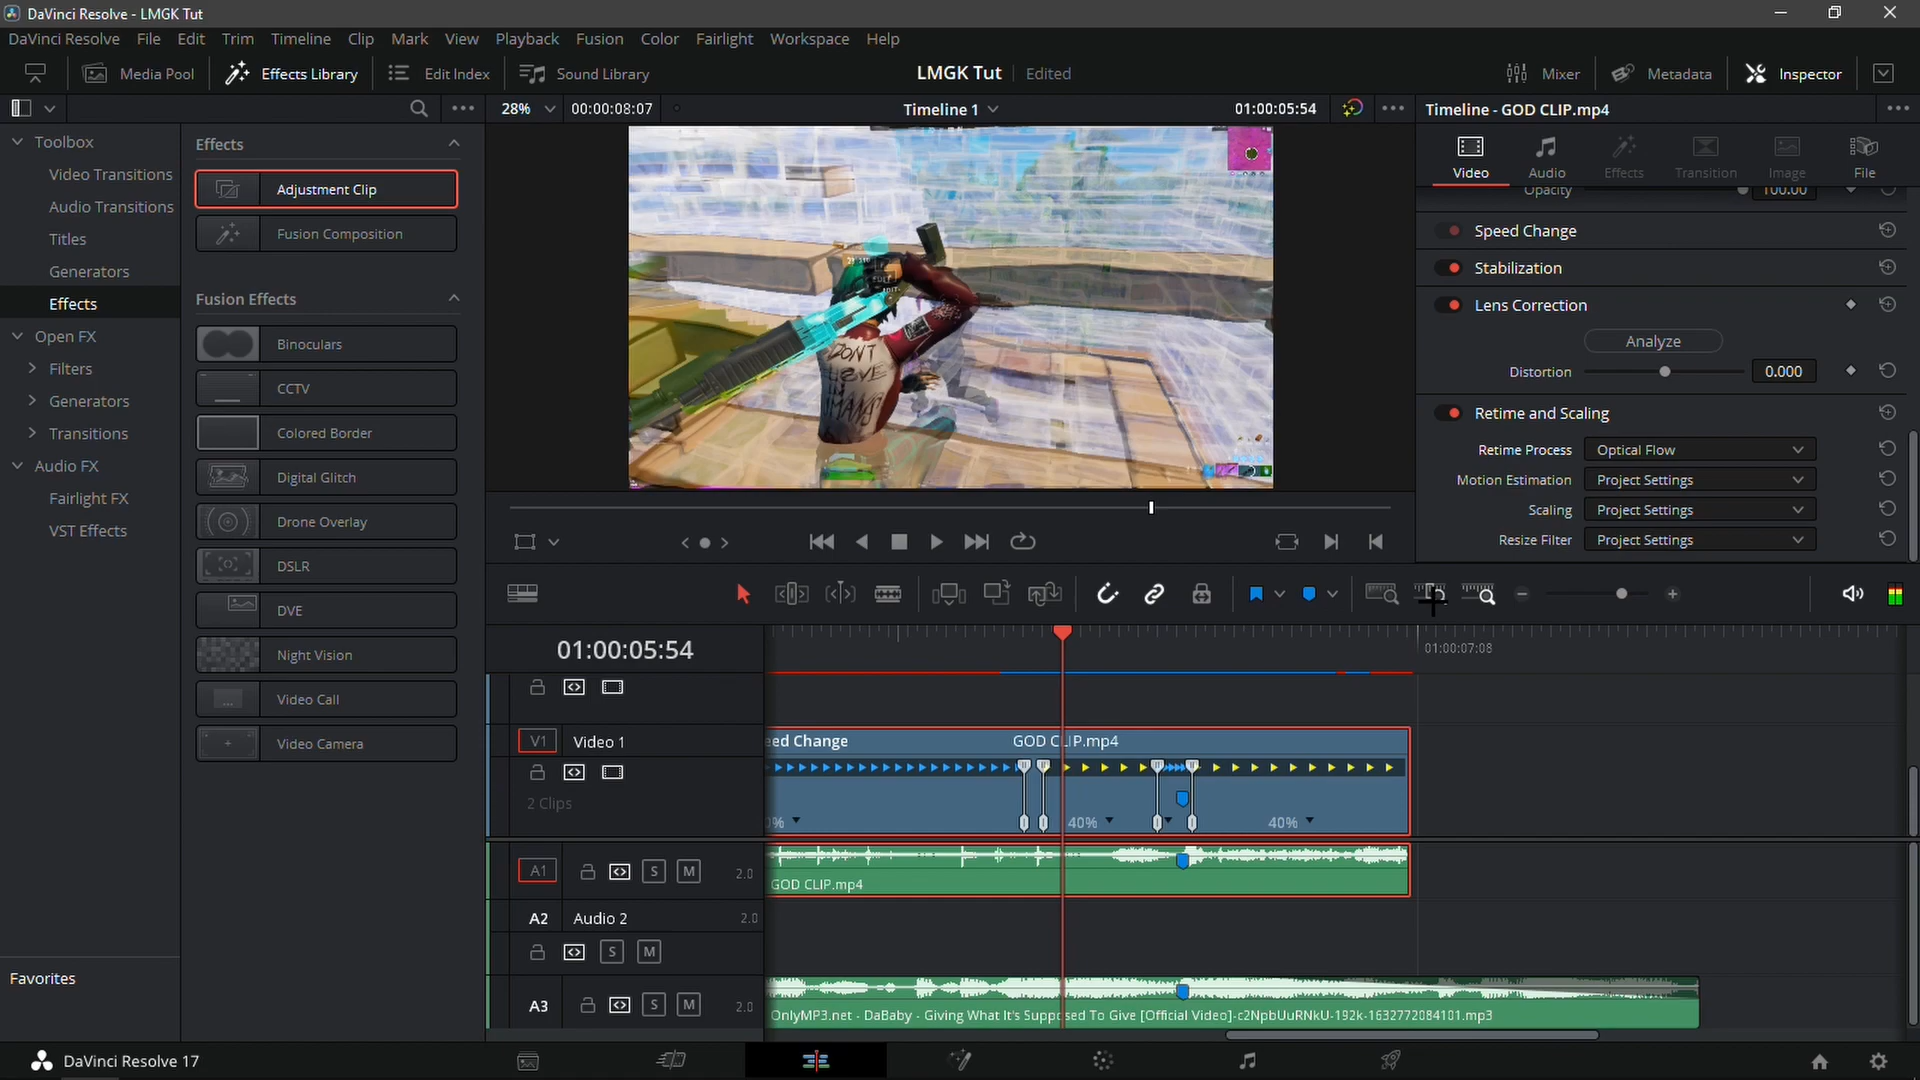 DaVinci Resolve - LMGK Tut
DaVinci Resolve File Edit Trim Timeline Clip Mark View Playback Fusion Color Fairlight Workspace Help
Media Pool Effects Library Edit Index Sound Library LMGK Tut Edited Mixer Metadata Inspector
28% 00:00:08:07 Timeline 1 01:00:05:54 Timeline - GOD CLIP.mp4
Toolbox
Video Transitions
Audio Transitions
Titles
Generators
Effects
Open FX
Filters
Generators
Transitions
Audio FX
Fairlight FX
VST Effects
Favorites
Effects
Adjustment Clip
Fusion Composition
Fusion Effects
Binoculars
CCTV
Colored Border
Digital Glitch
Drone Overlay
DSLR
DVE
Night Vision
Video Call
Video Camera
DON'T
LOVE
Video Audio Effects Transition Image File
Opacity 100.00
Speed Change
Stabilization
Lens Correction
Analyze
Distortion 0.000
Retime and Scaling
Retime Process Optical Flow
Motion Estimation Project Settings
Scaling Project Settings
Resize Filter Project Settings
01:00:05:54
01:00:07:08
V1 Video 1
2 Clips
eed Change GOD CLIP.mp4
0% 40% 40%
A1 S M 2.0
GOD CLIP.mp4
A2 Audio 2 2.0
S M
A3 S M 2.0
OnlyMP3.net - DaBaby - Giving What It's Supposed To Give [Official Video]-c2NpbUuRNkU-192k-1632772084101.mp3
DaVinci Resolve 17